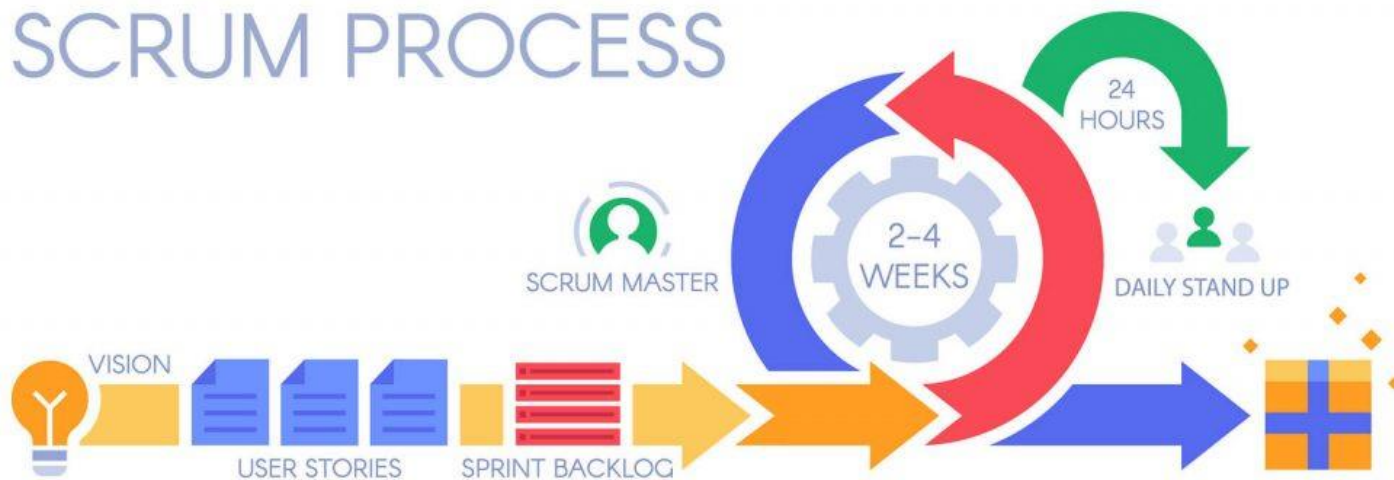 SCRUM PROCESS
24
HOURS
2-4
WEEKS
SCRUM MASTER
DAILY STAND UP
VISION
USER STORIES
SPRINT BACKLOG